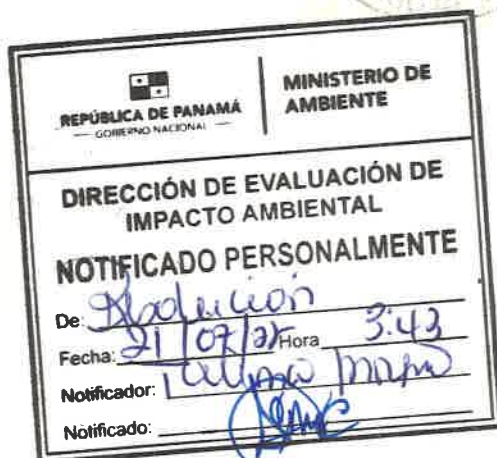 REPÚBLICA DE PANAMÁ
— GOBIERNO NACIONAL —
MINISTERIO DE
AMBIENTE
DIRECCIÓN DE EVALUACIÓN DE
IMPACTO AMBIENTAL
NOTIFICADO PERSONALMENTE
De: Resolución
Fecha: 21/07/ Hora 3:43
Notificador:
Notificado: